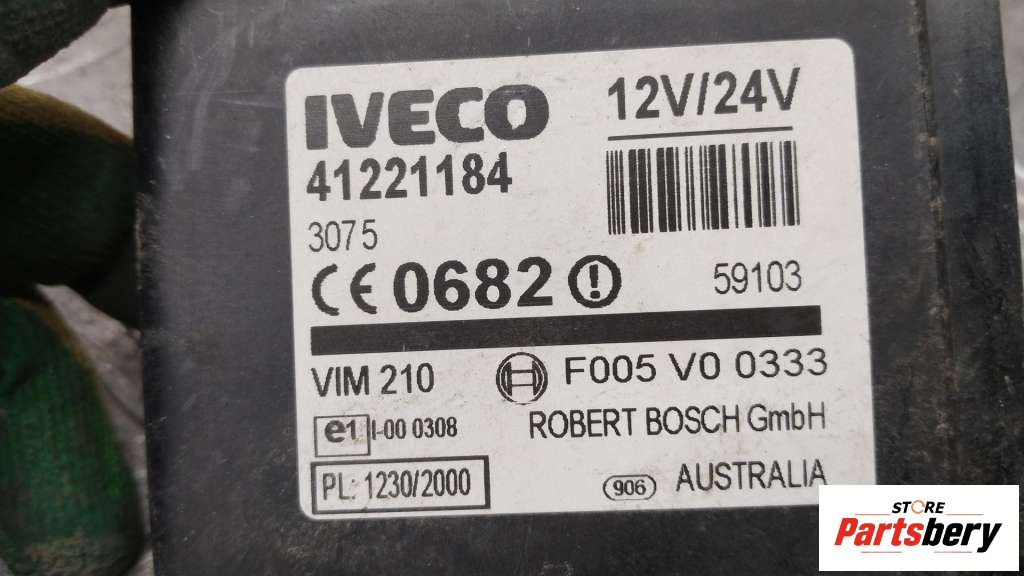 IVECO
12V/24V
41221184
3075
CE 0682
59103
VIM 210
F005 V0 0333
e1 I-00 0308
ROBERT BOSCH GmbH
PL: 1230/2000
906 AUSTRALIA
STORE
Partsbery